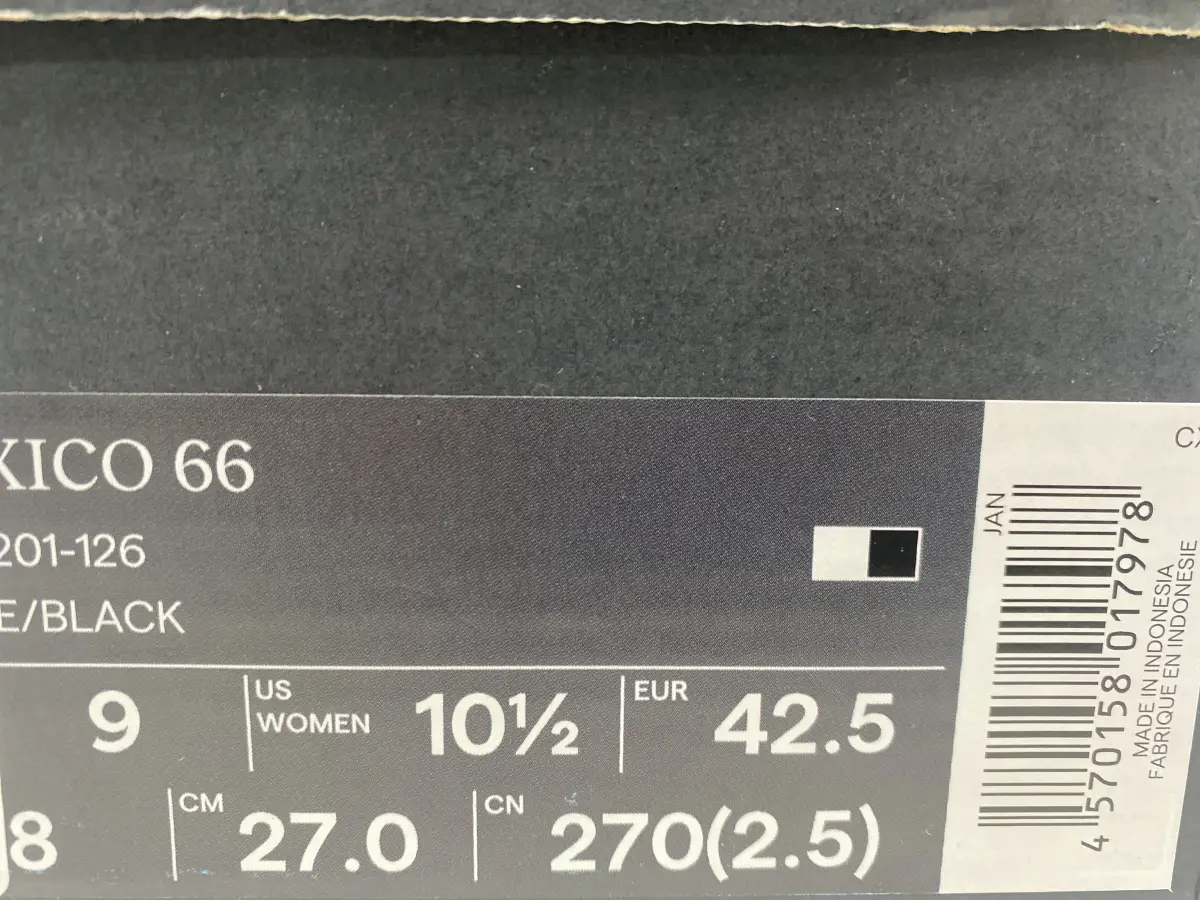 XICO 66
201-126
E/BLACK
9
US WOMEN 10½
EUR 42.5
8
CM 27.0
CN 270(2.5)
JAN
4 570158 017978
MADE IN INDONESIA
FABRIQUE EN INDONESIE
CX